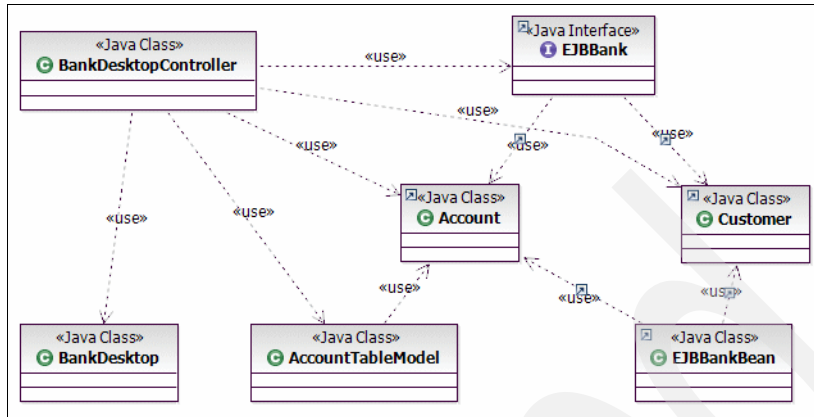 «Java Class»
BankDesktopController
«Java Interface»
EJBBank
«use»
«use»
«use»
«use»
«use»
«use»
«use»
«Java Class»
Account
«Java Class»
Customer
«use»
«use»
«use»
«Java Class»
BankDesktop
«Java Class»
AccountTableModel
«Java Class»
EJBBankBean